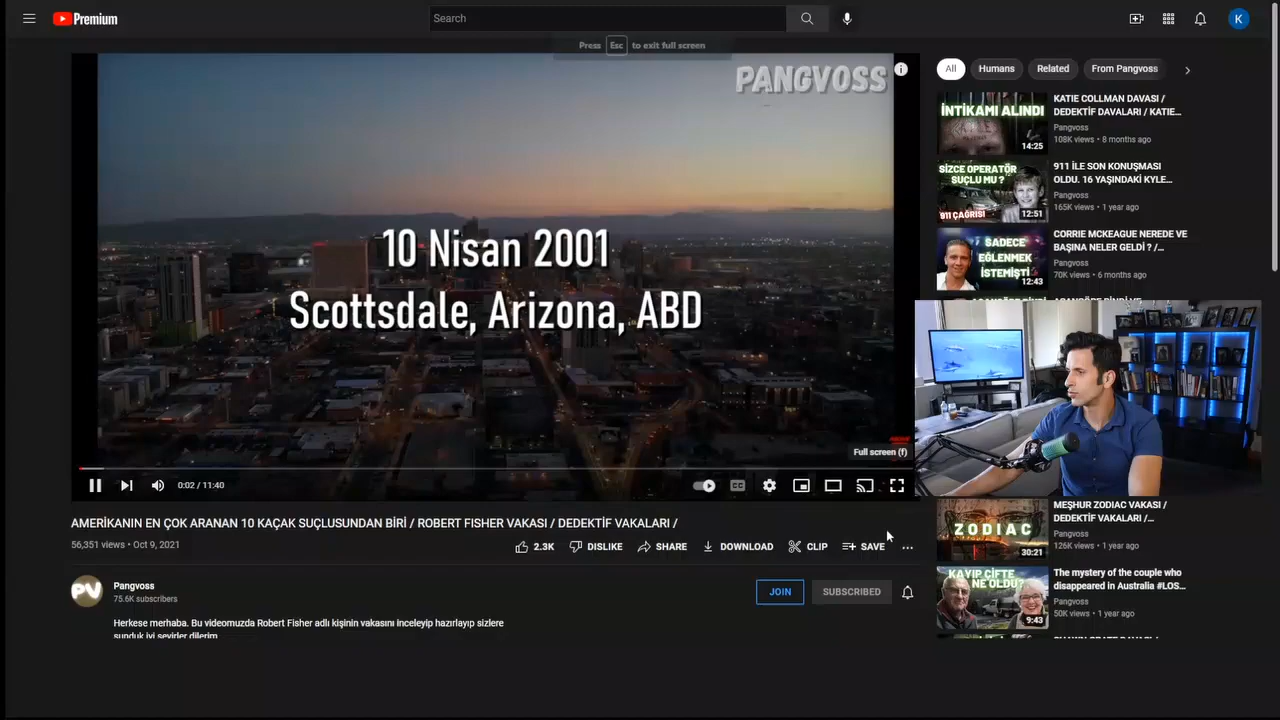 Premium
Search
K
Press Esc to exit full screen
PANGVOSS
10 Nisan 2001
Scottsdale, Arizona, ABD
Full screen (f)
0:02 / 11:40
CC
AMERİKANIN EN ÇOK ARANAN 10 KAÇAK SUÇLUSUNDAN BİRİ / ROBERT FISHER VAKASI / DEDEKTİF VAKALARI /
56,351 views • Oct 9, 2021
2.3K DISLIKE SHARE DOWNLOAD CLIP SAVE
PV
Pangvoss
75.6K subscribers
JOIN SUBSCRIBED
Herkese merhaba. Bu videomuzda Robert Fisher adlı kişinin vakasını inceleyip hazırlayıp sizlere
sunduk iyi seyirler dilerim
All Humans Related From Pangvoss
İNTİKAMI ALINDI
14:25
KATIE COLLMAN DAVASI /
DEDEKTİF DAVALARI / KATIE...
Pangvoss
108K views • 8 months ago
SİZCE OPERATÖR
SUÇLU MU ?
911 ÇAĞRISI
12:51
911 İLE SON KONUŞMASI
OLDU. 16 YAŞINDAKİ KYLE...
Pangvoss
165K views • 1 year ago
SADECE
EĞLENMEK
İSTEMİŞTİ
12:43
CORRIE MCKEAGUE NEREDE VE
BAŞINA NELER GELDİ ? /...
Pangvoss
70K views • 6 months ago
ZODIAC
30:21
MEŞHUR ZODIAC VAKASI /
DEDEKTİF VAKALARI /...
Pangvoss
126K views • 1 year ago
KAYIP ÇİFTE
NE OLDU?
9:43
The mystery of the couple who
disappeared in Australia #LOS...
Pangvoss
50K views • 1 year ago